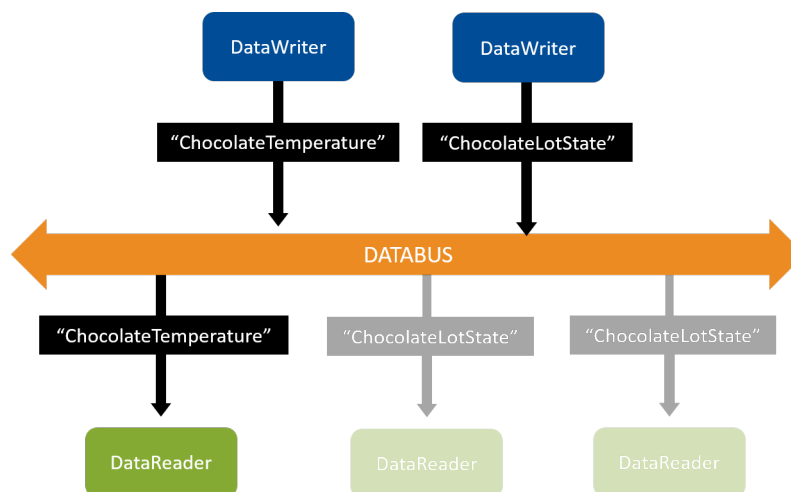 DataWriter
DataWriter
“ChocolateTemperature”
“ChocolateLotState”
DATABUS
“ChocolateTemperature”
“ChocolateLotState”
“ChocolateLotState”
DataReader
DataReader
DataReader